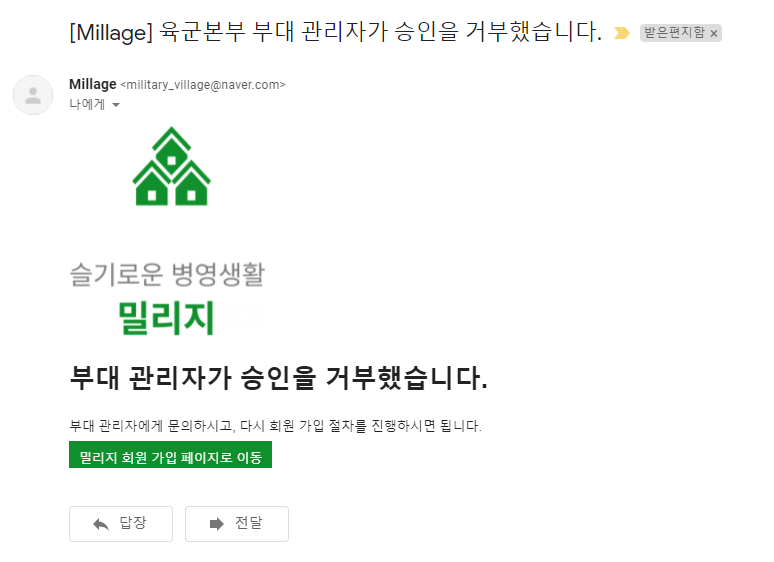 [Millage] 육군본부 부대 관리자가 승인을 거부했습니다.
받은편지함 ×
Millage <military_village@naver.com>
나에게
슬기로운 병영생활
밀리지
부대 관리자가 승인을 거부했습니다.
부대 관리자에게 문의하시고, 다시 회원 가입 절차를 진행하시면 됩니다.
밀리지 회원 가입 페이지로 이동
답장
전달